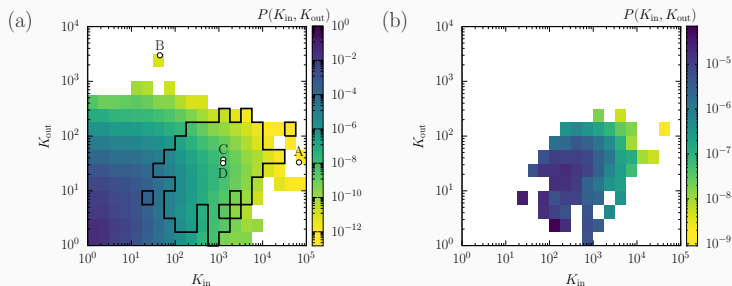 (a)
P(K_in, K_out)
10^4
10^3
10^2
10^1
10^0
K_out
10^0 10^1 10^2 10^3 10^4 10^5
K_in
B
A
C
D
10^0
10^-2
10^-4
10^-6
10^-8
10^-10
10^-12
(b)
P(K_in, K_out)
10^4
10^3
10^2
10^1
10^0
10^0 10^1 10^2 10^3 10^4 10^5
K_in
10^-5
10^-6
10^-7
10^-8
10^-9